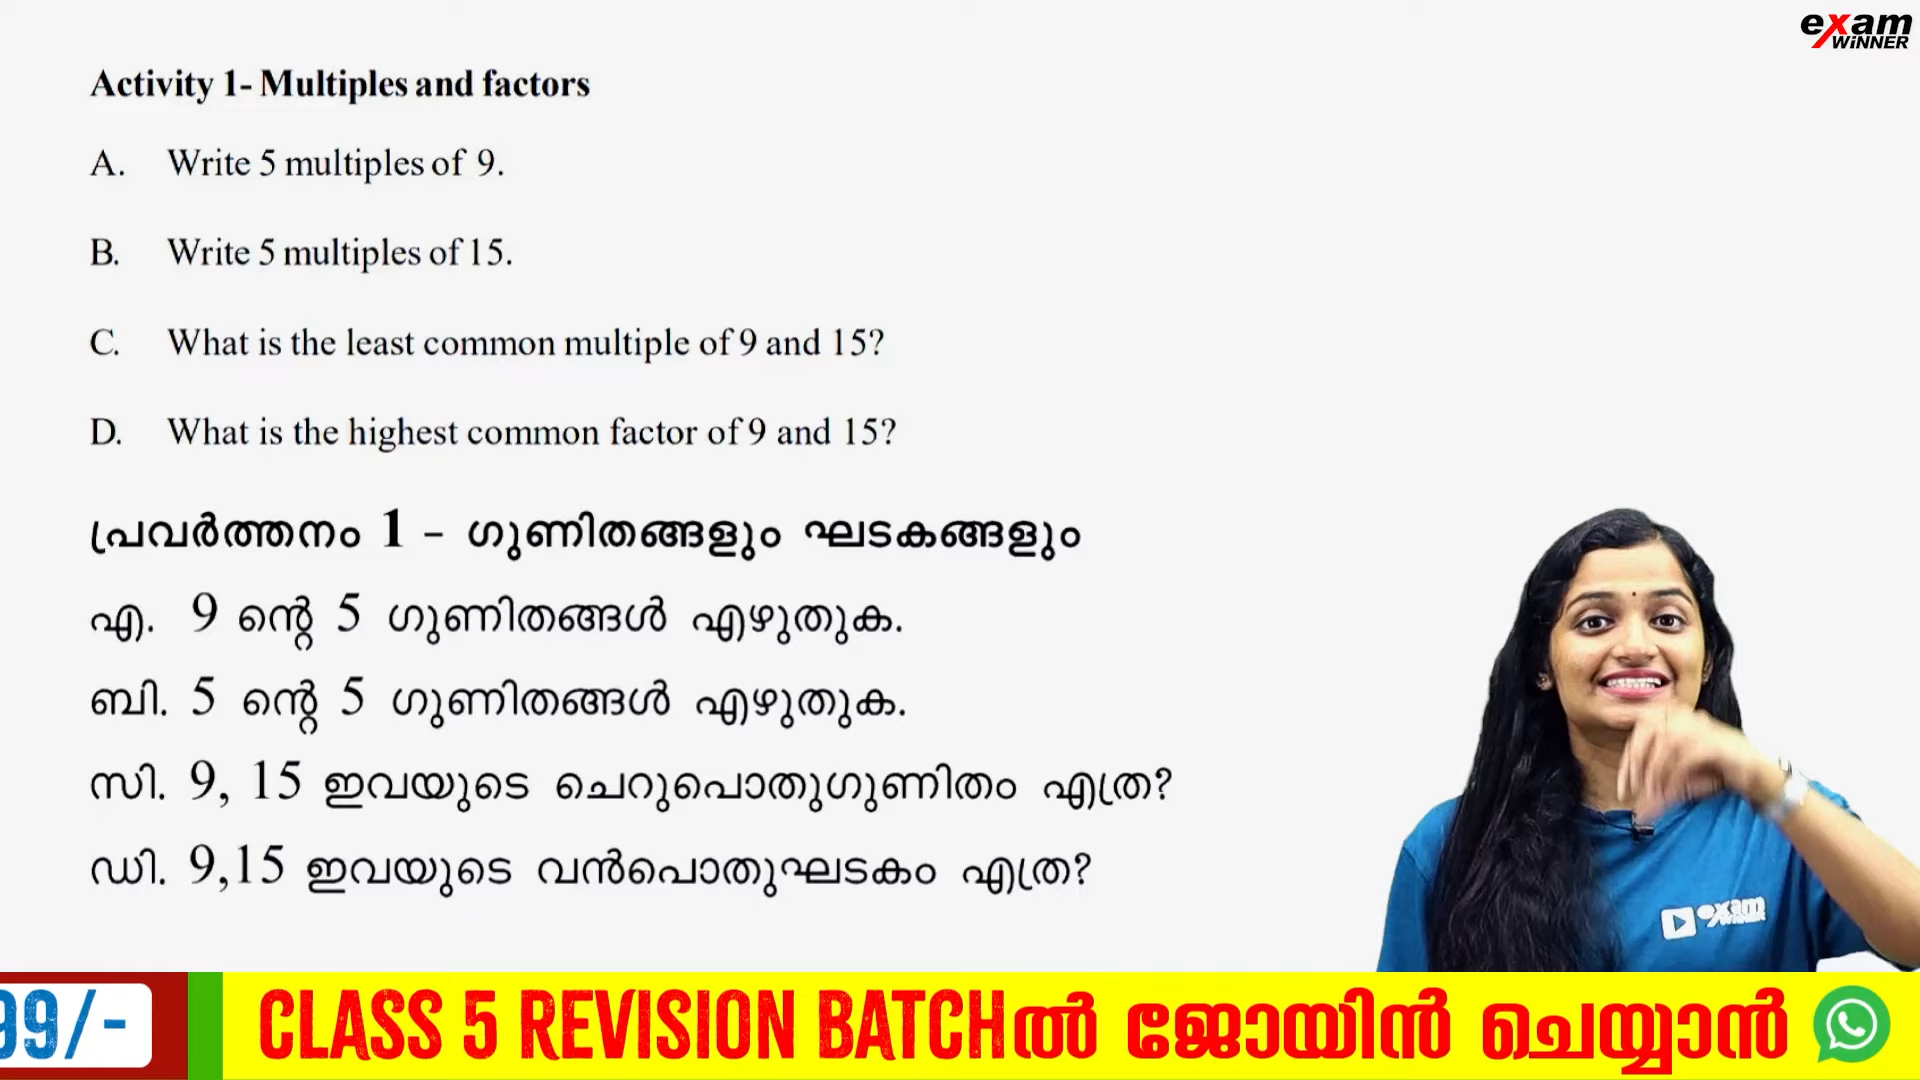 exam
WiNNER
Activity 1- Multiples and factors
A. Write 5 multiples of 9.
B. Write 5 multiples of 15.
C. What is the least common multiple of 9 and 15?
D. What is the highest common factor of 9 and 15?
പ്രവർത്തനം 1 – ഗുണിതങ്ങളും ഘടകങ്ങളും
എ. 9 ന്റെ 5 ഗുണിതങ്ങൾ എഴുതുക.
ബി. 5 ന്റെ 5 ഗുണിതങ്ങൾ എഴുതുക.
സി. 9, 15 ഇവയുടെ ചെറുപൊതുഗുണിതം എത്ര?
ഡി. 9,15 ഇവയുടെ വൻപൊതുഘടകം എത്ര?
exam
WINNER
99/- CLASS 5 REVISION BATCHൽ ജോയിൻ ചെയ്യാൻ